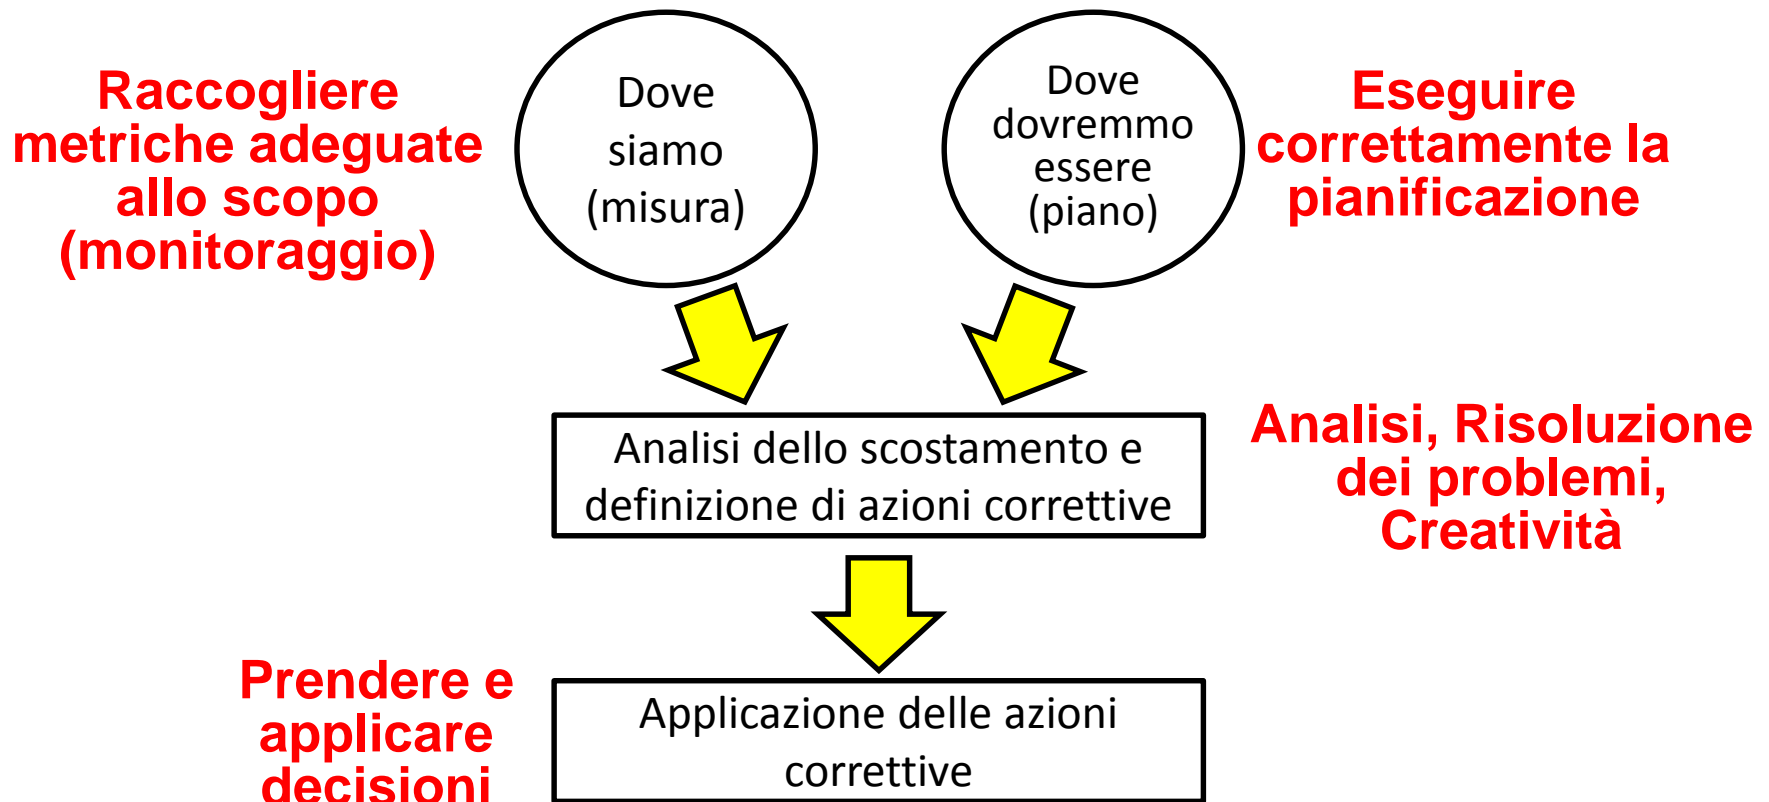 Raccogliere
metriche adeguate
allo scopo
(monitoraggio)
Dove
siamo
(misura)
Dove
dovremmo
essere
(piano)
Eseguire
correttamente la
pianificazione
Analisi dello scostamento e
definizione di azioni correttive
Analisi, Risoluzione
dei problemi,
Creatività
Prendere e
applicare
decisioni
Applicazione delle azioni
correttive